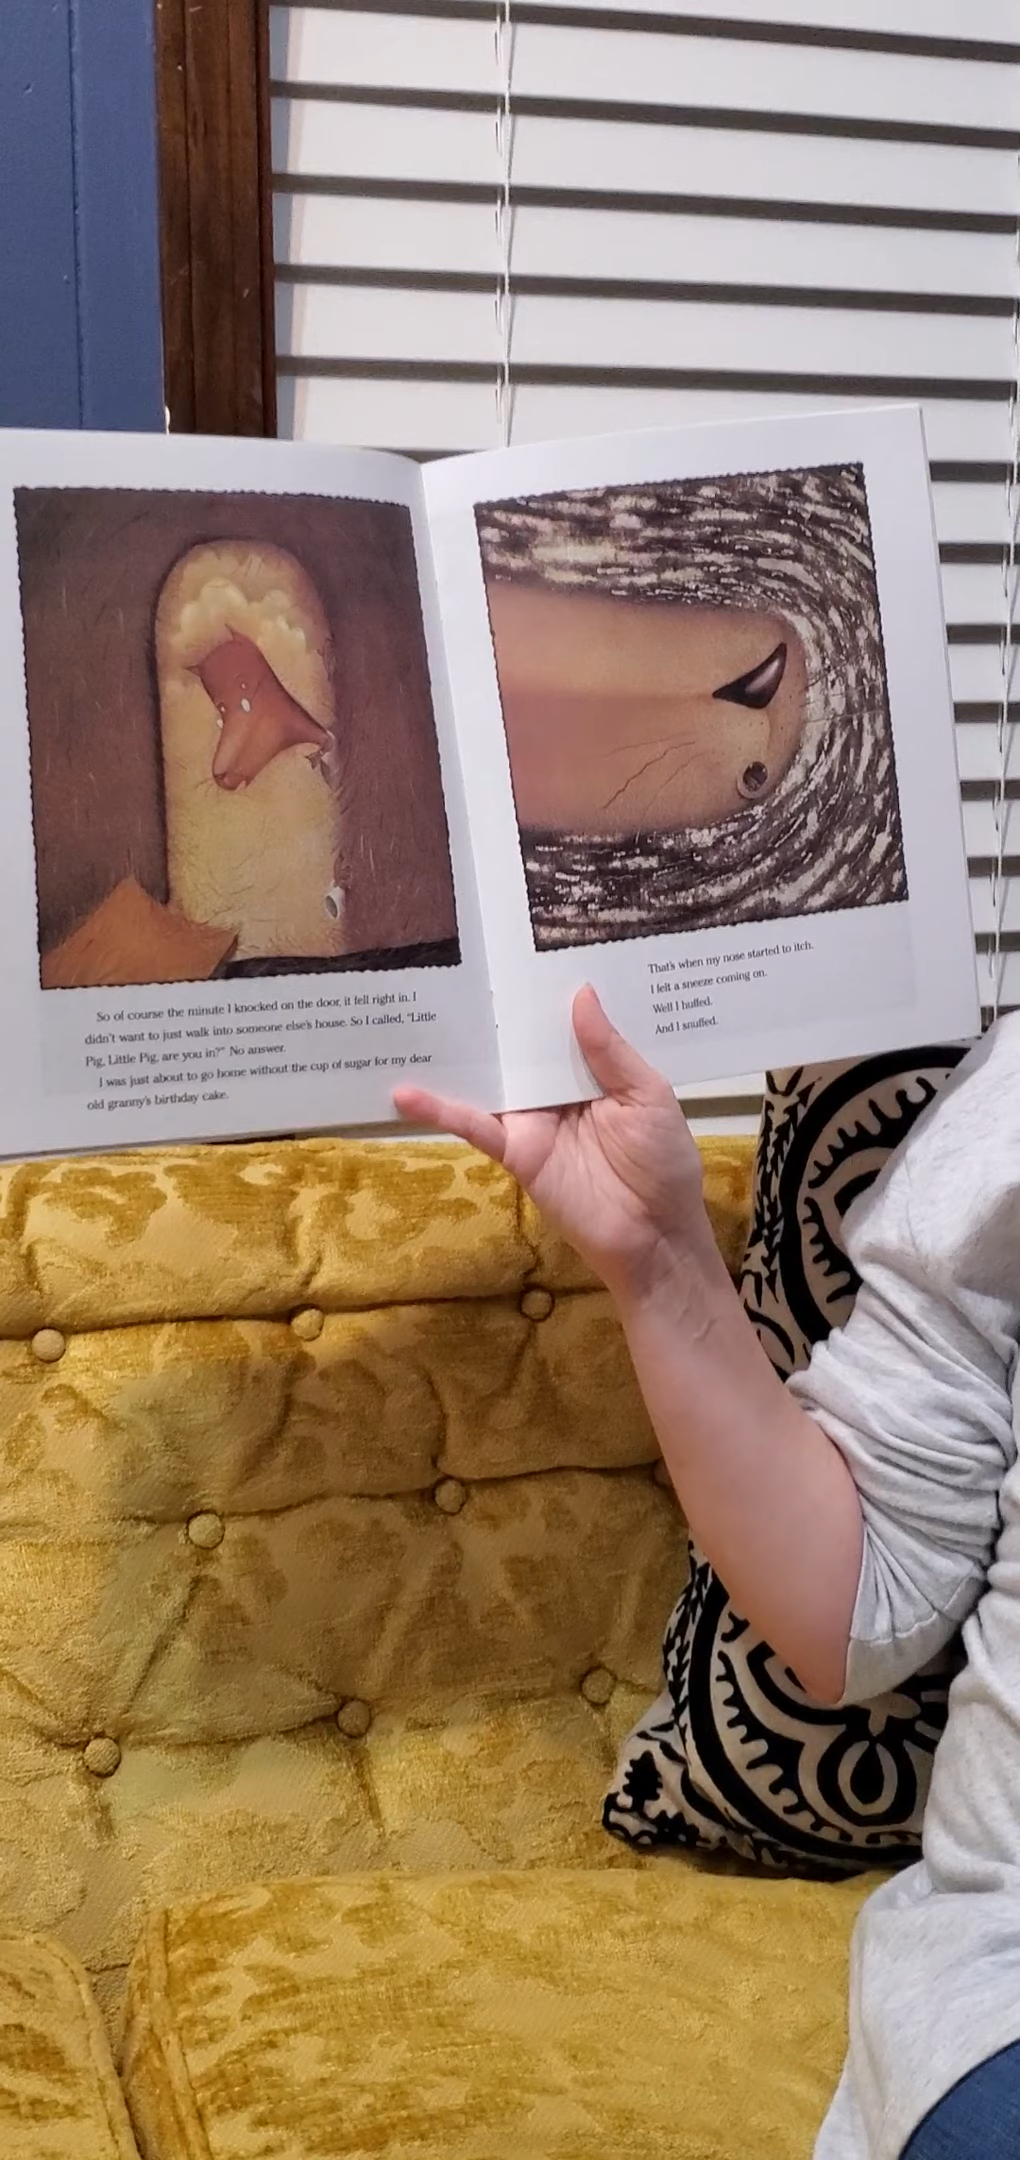 So of course the minute I knocked on the door, it fell right in. I
didn't want to just walk into someone else's house. So I called, "Little
Pig, Little Pig, are you in?" No answer.
I was just about to go home without the cup of sugar for my dear
old granny's birthday cake.
That's when my nose started to itch.
I felt a sneeze coming on.
Well I huffed.
And I snuffed.